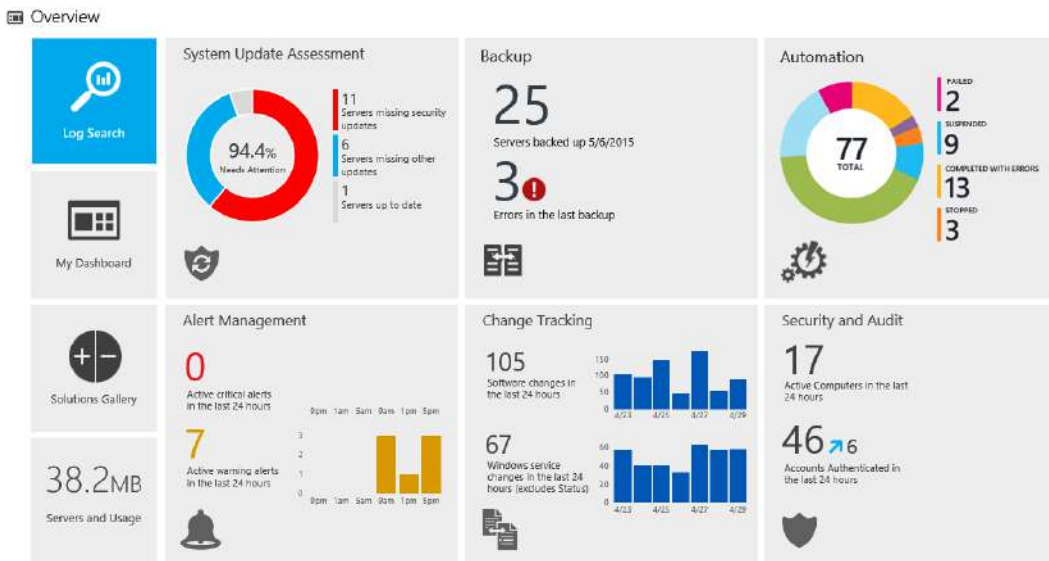 Overview
Log Search
My Dashboard
Solutions Gallery
38.2MB
Servers and Usage
System Update Assessment
94.4%
Needs Attention
11
Servers missing security
updates
6
Servers missing other
updates
1
Servers up to date
Backup
25
Servers backed up 5/6/2015
3
Errors in the last backup
Automation
77
TOTAL
FAILED
2
SUSPENDED
9
COMPLETED WITH ERRORS
13
STOPPED
3
Alert Management
0
Active critical alerts
in the last 24 hours
9pm 1am 5am 9am 1pm 5pm
7
Active warning alerts
in the last 24 hours
3
2
1
0
9pm 1am 5am 9am 1pm 5pm
Change Tracking
105
Software changes in
the last 24 hours
150
100
50
0
4/23 4/25 4/27 4/29
67
Windows service
changes in the last 24
hours (excludes Status)
60
40
20
0
4/23 4/25 4/27 4/29
Security and Audit
17
Active Computers in the last
24 hours
46 6
Accounts Authenticated in
the last 24 hours